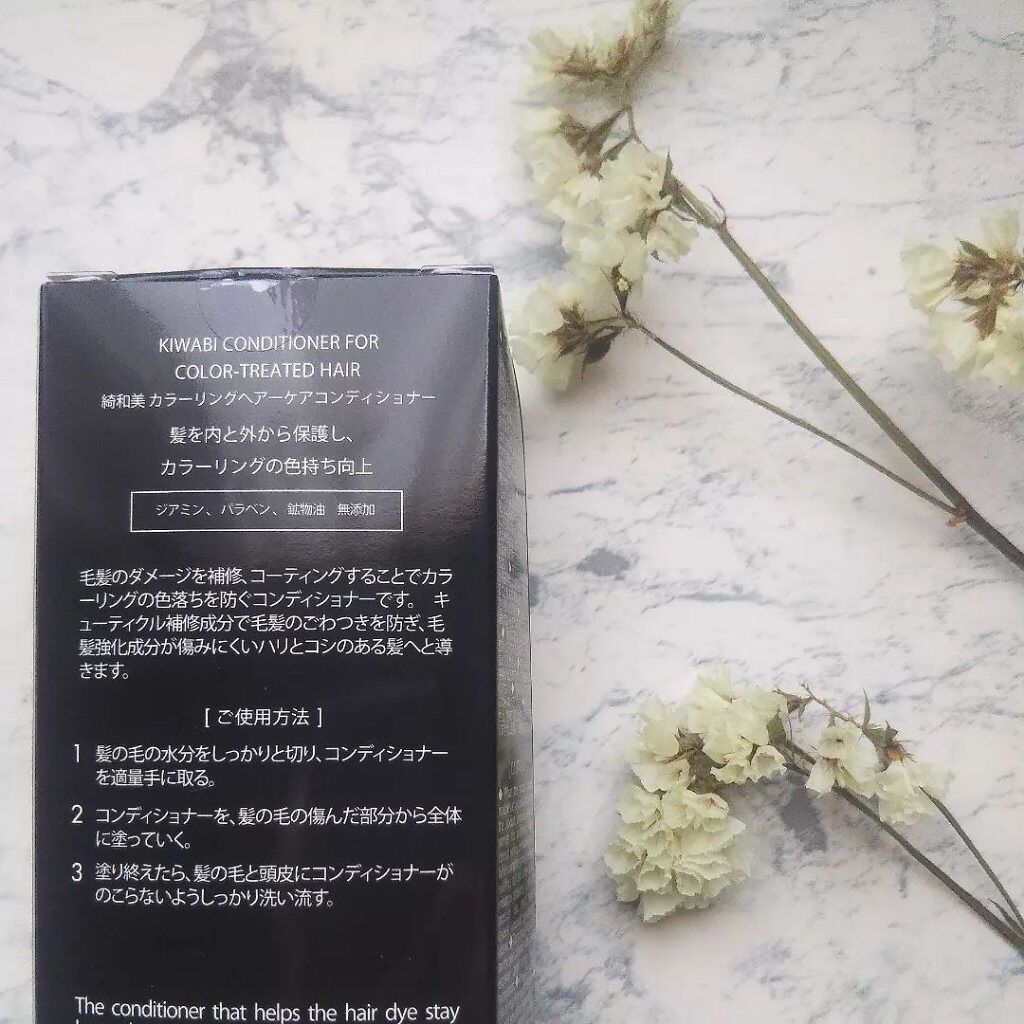 KIWABI CONDITIONER FOR
COLOR-TREATED HAIR
綺和美 カラーリングヘアーケアコンディショナー
髪を内と外から保護し、
カラーリングの色持ち向上
ジアミン、パラベン、鉱物油 無添加
毛髪のダメージを補修、コーティングすることでカラ
ーリングの色落ちを防ぐコンディショナーです。 キ
ューティクル補修成分で毛髪のごわつきを防ぎ、毛
髪強化成分が傷みにくいハリとコシのある髪へと導
きます。
[ ご使用方法 ]
1 髪の毛の水分をしっかりと切り、コンディショナー
を適量手に取る。
2 コンディショナーを、髪の毛の傷んだ部分から全体
に塗っていく。
3 塗り終えたら、髪の毛と頭皮にコンディショナーが
のこらないようしっかり洗い流す。
The conditioner that helps the hair dye stay